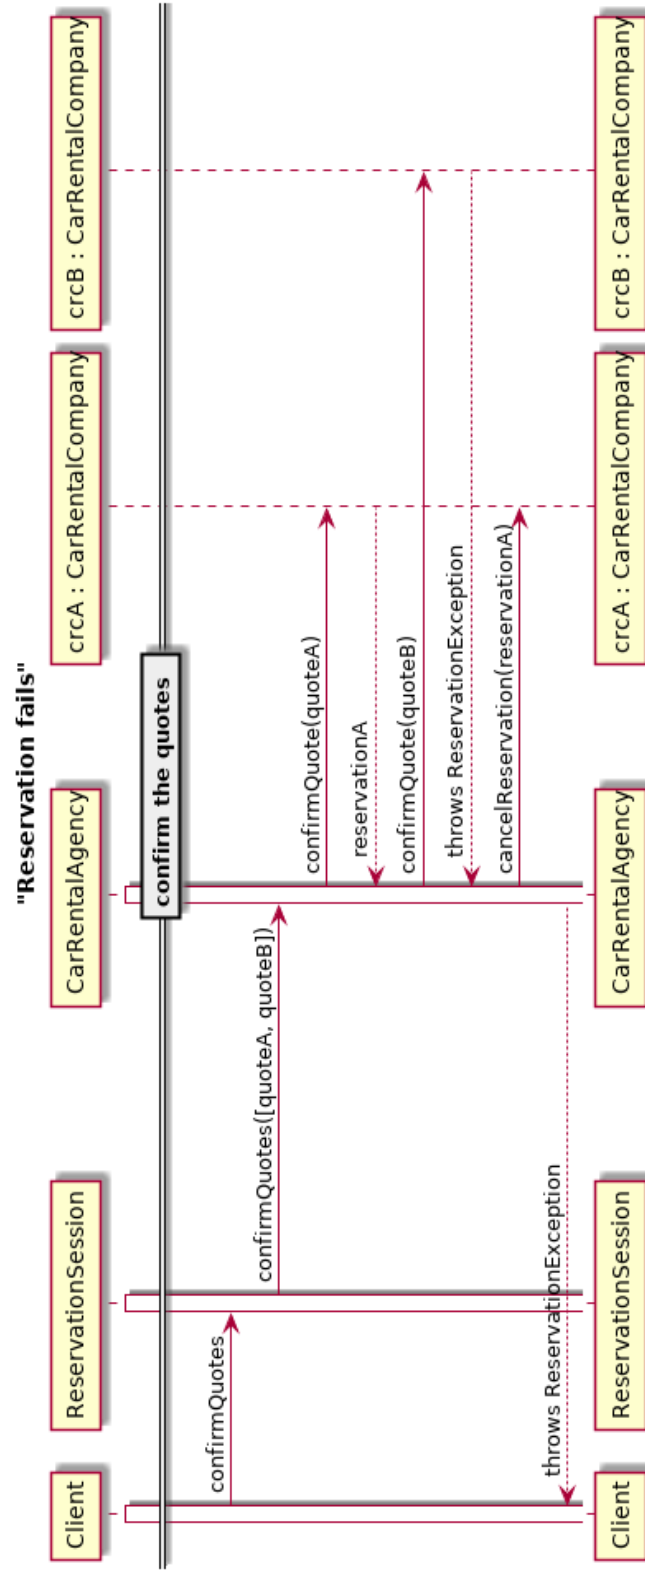 "Reservation fails"
Client
ReservationSession
CarRentalAgency
crcA : CarRentalCompany
crcB : CarRentalCompany
confirm the quotes
confirmQuotes
confirmQuotes([quoteA, quoteB])
confirmQuote(quoteA)
reservationA
confirmQuote(quoteB)
throws ReservationException
cancelReservation(reservationA)
throws ReservationException
Client
ReservationSession
CarRentalAgency
crcA : CarRentalCompany
crcB : CarRentalCompany